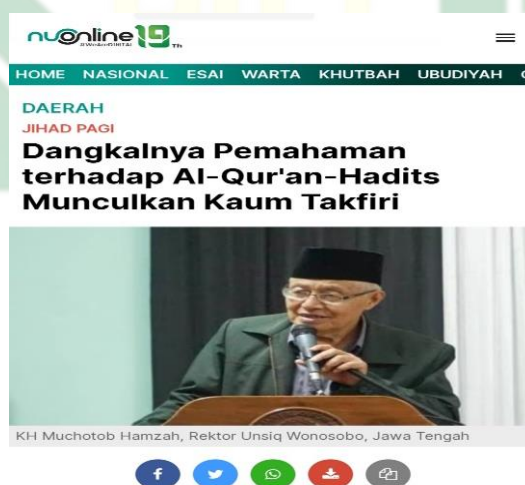 nuonline 19 Th
#WeAreDIGITAl
HOME NASIONAL ESAI WARTA KHUTBAH UBUDIYAH
DAERAH
JIHAD PAGI
Dangkalnya Pemahaman
terhadap Al-Qur'an-Hadits
Munculkan Kaum Takfiri
KH Muchotob Hamzah, Rektor Unsiq Wonosobo, Jawa Tengah